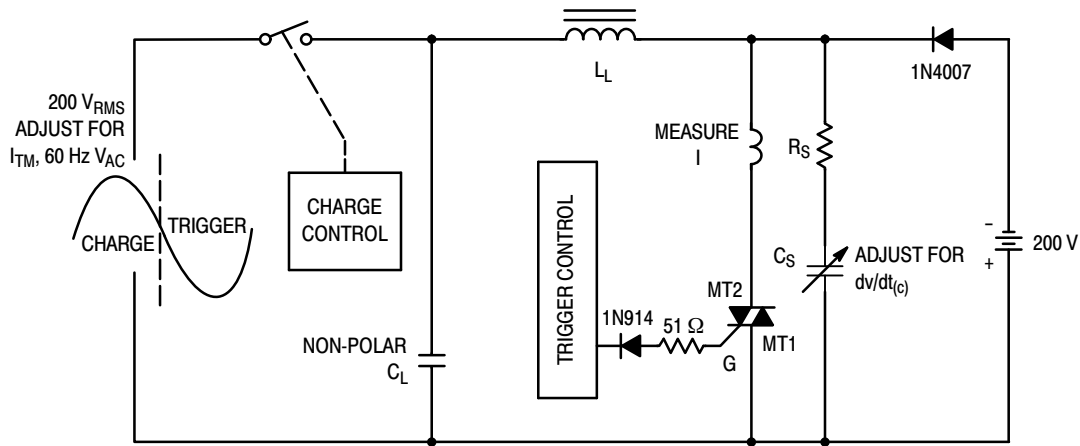 200 V_RMS
ADJUST FOR
I_TM, 60 Hz V_AC
CHARGE
TRIGGER
CHARGE
CONTROL
NON-POLAR
C_L
L_L
TRIGGER CONTROL
MEASURE
I
R_S
1N4007
-
+
200 V
C_S
ADJUST FOR
dv/dt_(c)
MT2
MT1
1N914
51 Ω
G